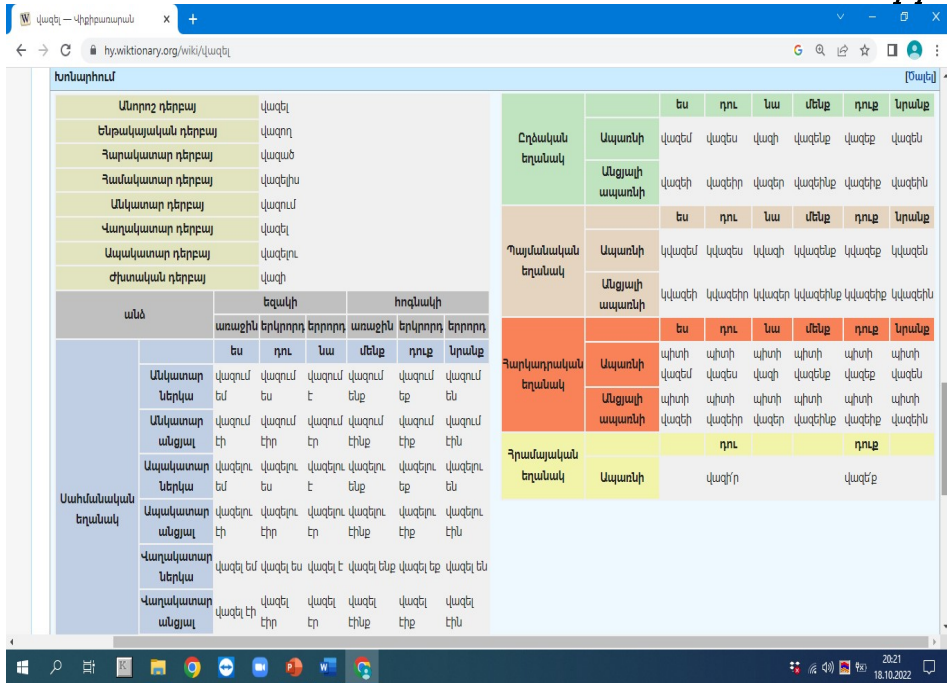 վազել — Վիքիբառարան
hy.wiktionary.org/wiki/վազել
Խոնարհում [Ծալել]
Անորոշ դերբայ վազել
Ենթակայական դերբայ վազող
Հարակատար դերբայ վազած
Համակատար դերբայ վազելիս
Անկատար դերբայ վազում
Վաղակատար դերբայ վազել
Ապակատար դերբայ վազելու
Ժխտական դերբայ վազի
անձ եզակի հոգնակի
առաջին երկրորդ երրորդ առաջին երկրորդ երրորդ
Սահմանական եղանակ
ես դու նա մենք դուք նրանք
Անկատար ներկա վազում եմ վազում ես վազում է վազում ենք վազում եք վազում են
Անկատար անցյալ վազում էի վազում էիր վազում էր վազում էինք վազում էիք վազում էին
Ապակատար ներկա վազելու եմ վազելու ես վազելու է վազելու ենք վազելու եք վազելու են
Ապակատար անցյալ վազելու էի վազելու էիր վազելու էր վազելու էինք վազելու էիք վազելու էին
Վաղակատար ներկա վազել եմ վազել ես վազել է վազել ենք վազել եք վազել են
Վաղակատար անցյալ վազել էի վազել էիր վազել էր վազել էինք վազել էիք վազել էին
Ըղձական եղանակ
ես դու նա մենք դուք նրանք
Ապառնի վազեմ վազես վազի վազենք վազեք վազեն
Անցյալի ապառնի վազեի վազեիր վազեր վազեինք վազեիք վազեին
Պայմանական եղանակ
ես դու նա մենք դուք նրանք
Ապառնի կվազեմ կվազես կվազի կվազենք կվազեք կվազեն
Անցյալի ապառնի կվազեի կվազեիր կվազեր կվազեինք կվազեիք կվազեին
Հարկադրական եղանակ
ես դու նա մենք դուք նրանք
Ապառնի պիտի վազեմ պիտի վազես պիտի վազի պիտի վազենք պիտի վազեք պիտի վազեն
Անցյալի ապառնի պիտի վազեի պիտի վազեիր պիտի վազեր պիտի վազեինք պիտի վազեիք պիտի վազեին
Հրամայական եղանակ
դու դուք
Ապառնի վազի՛ր վազե՛ք
20:21
18.10.2022